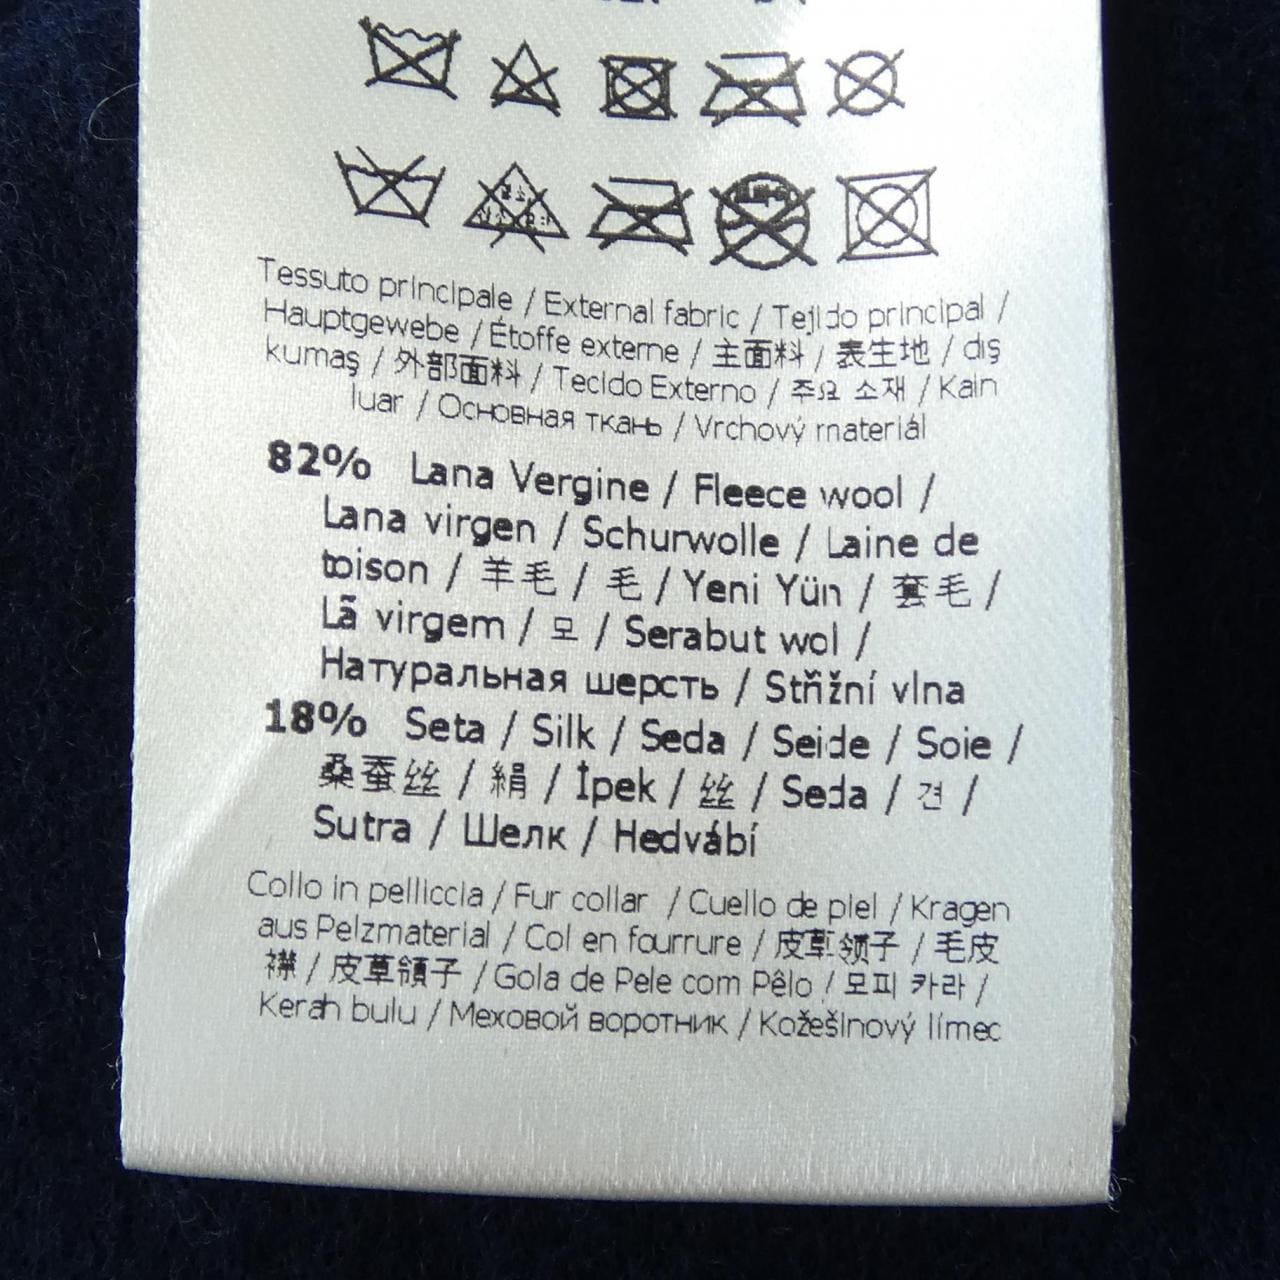 Tessuto principale / External fabric / Tejido principal /
Hauptgewebe / Étoffe externe / 主面料 / 表生地 / dış
kumaş / 外部面料 / Tecido Externo / 주요 소재 / Kain
luar / Основная ткань / Vrchový materiál
82% Lana Vergine / Fleece wool /
Lana virgen / Schurwolle / Laine de
toison / 羊毛 / 毛 / Yeni Yün / 套毛 /
Lã virgem / 모 / Serabut wol /
Натуральная шерсть / Střižní vlna
18% Seta / Silk / Seda / Seide / Soie /
桑蚕丝 / 絹 / İpek / 丝 / Seda / 견 /
Sutra / Шелк / Hedvábí
Collo in pelliccia / Fur collar / Cuello de piel / Kragen
aus Pelzmaterial / Col en fourrure / 皮草领子 / 毛皮
襟 / 皮草領子 / Gola de Pele com Pêlo / 모피 카라 /
Kerah bulu / Меховой воротник / Kožešinový límec